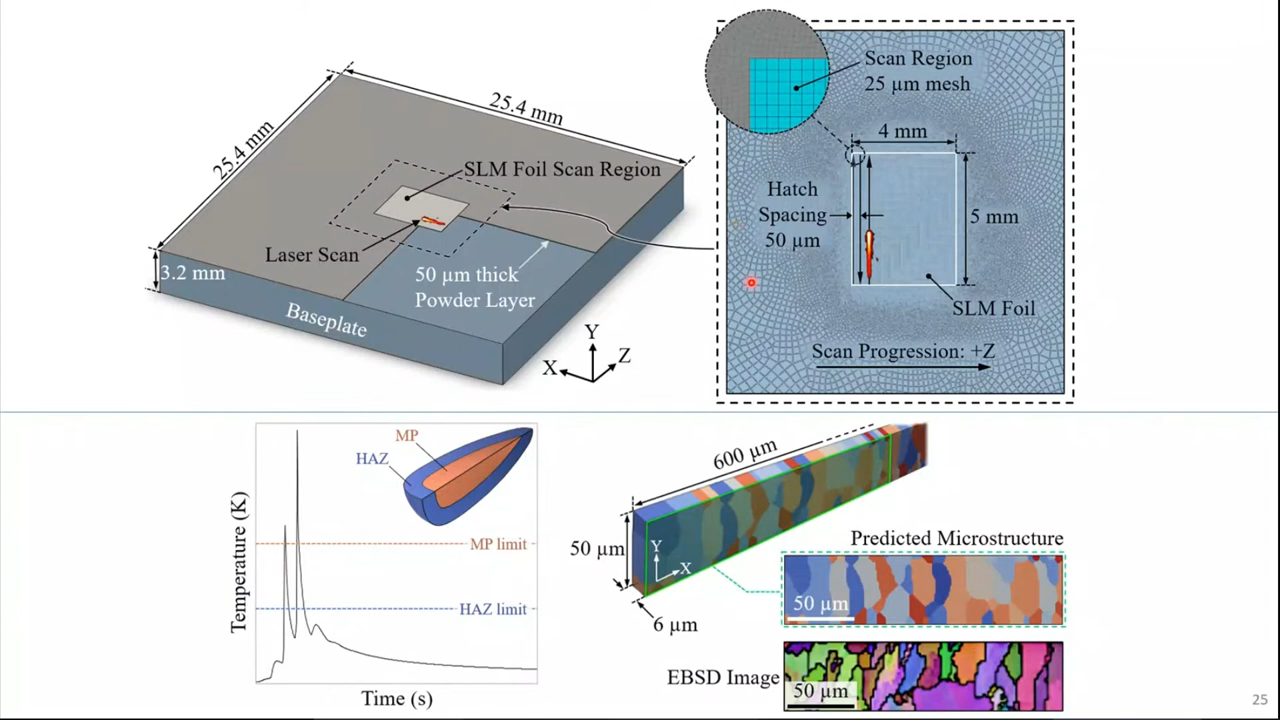 25.4 mm
25.4 mm
SLM Foil Scan Region
Laser Scan
50 µm thick
Powder Layer
3.2 mm
Baseplate
Y
X
Z
Scan Region
25 µm mesh
4 mm
Hatch
Spacing
50 µm
5 mm
SLM Foil
Scan Progression: +Z
MP
HAZ
Temperature (K)
MP limit
HAZ limit
Time (s)
600 µm
50 µm
Y
X
6 µm
Predicted Microstructure
50 µm
EBSD Image
50 µm
25